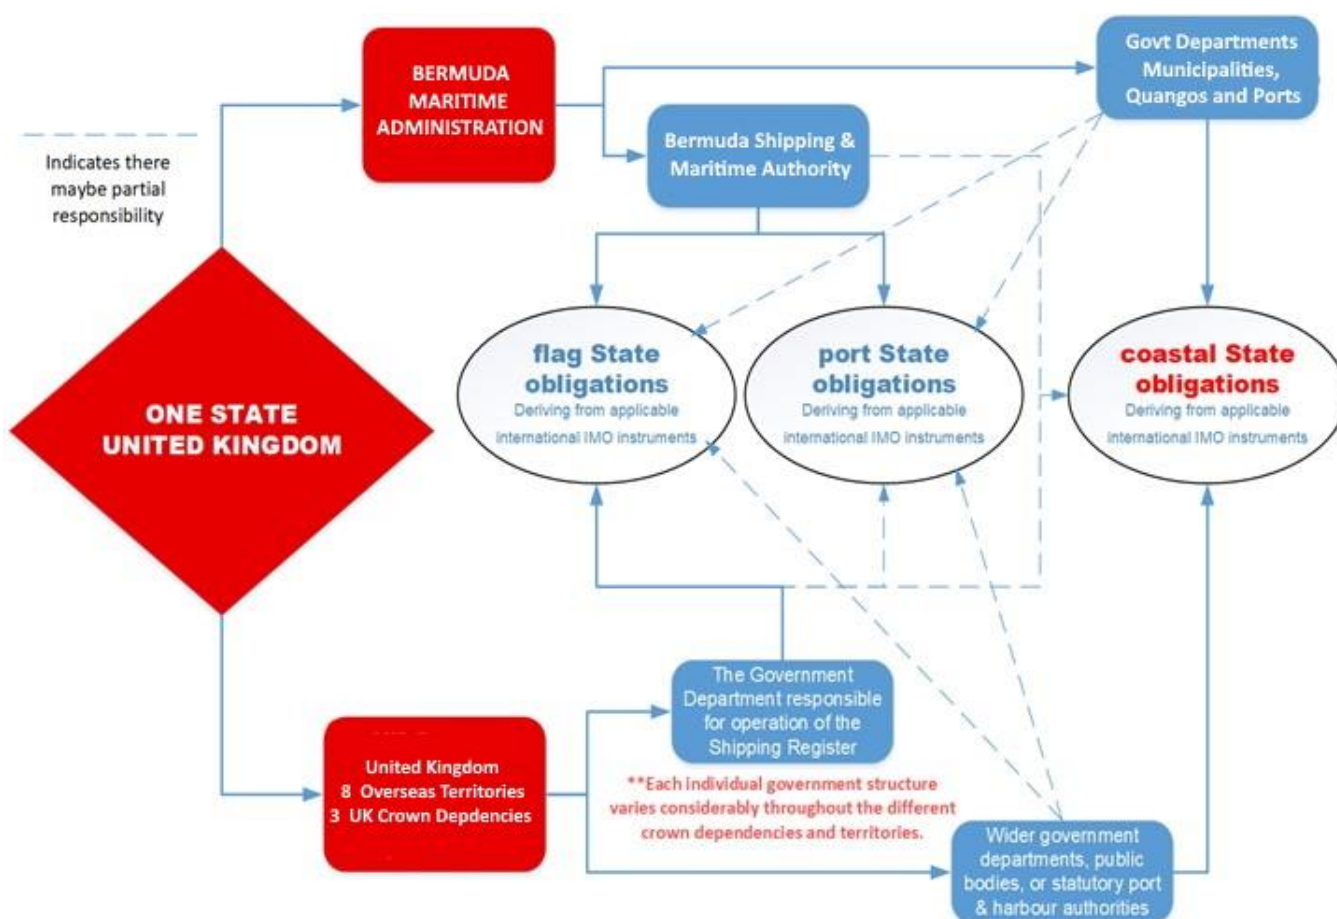 BERMUDA
MARITIME
ADMINISTRATION
Govt Departments
Municipalities,
Quangos and Ports
Indicates there
maybe partial
responsibility
Bermuda Shipping &
Maritime Authority
ONE STATE
UNITED KINGDOM
flag State
obligations
Deriving from applicable
international IMO instruments
port State
obligations
Deriving from applicable
international IMO instruments
coastal State
obligations
Deriving from applicable
international IMO instruments
The Government
Department responsible
for operation of the
Shipping Register
United Kingdom
8 Overseas Territories
3 UK Crown Depdencies
**Each individual government structure
varies considerably throughout the different
crown dependencies and territories.
Wider government
departments, public
bodies, or statutory port
& harbour authorities